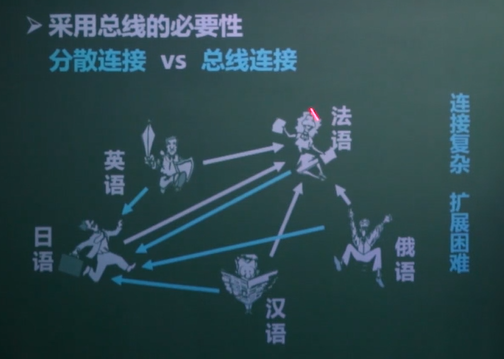 ➢ 采用总线的必要性
分散连接 vs 总线连接
法语
英语
日语
俄语
汉语
连接复杂 扩展困难